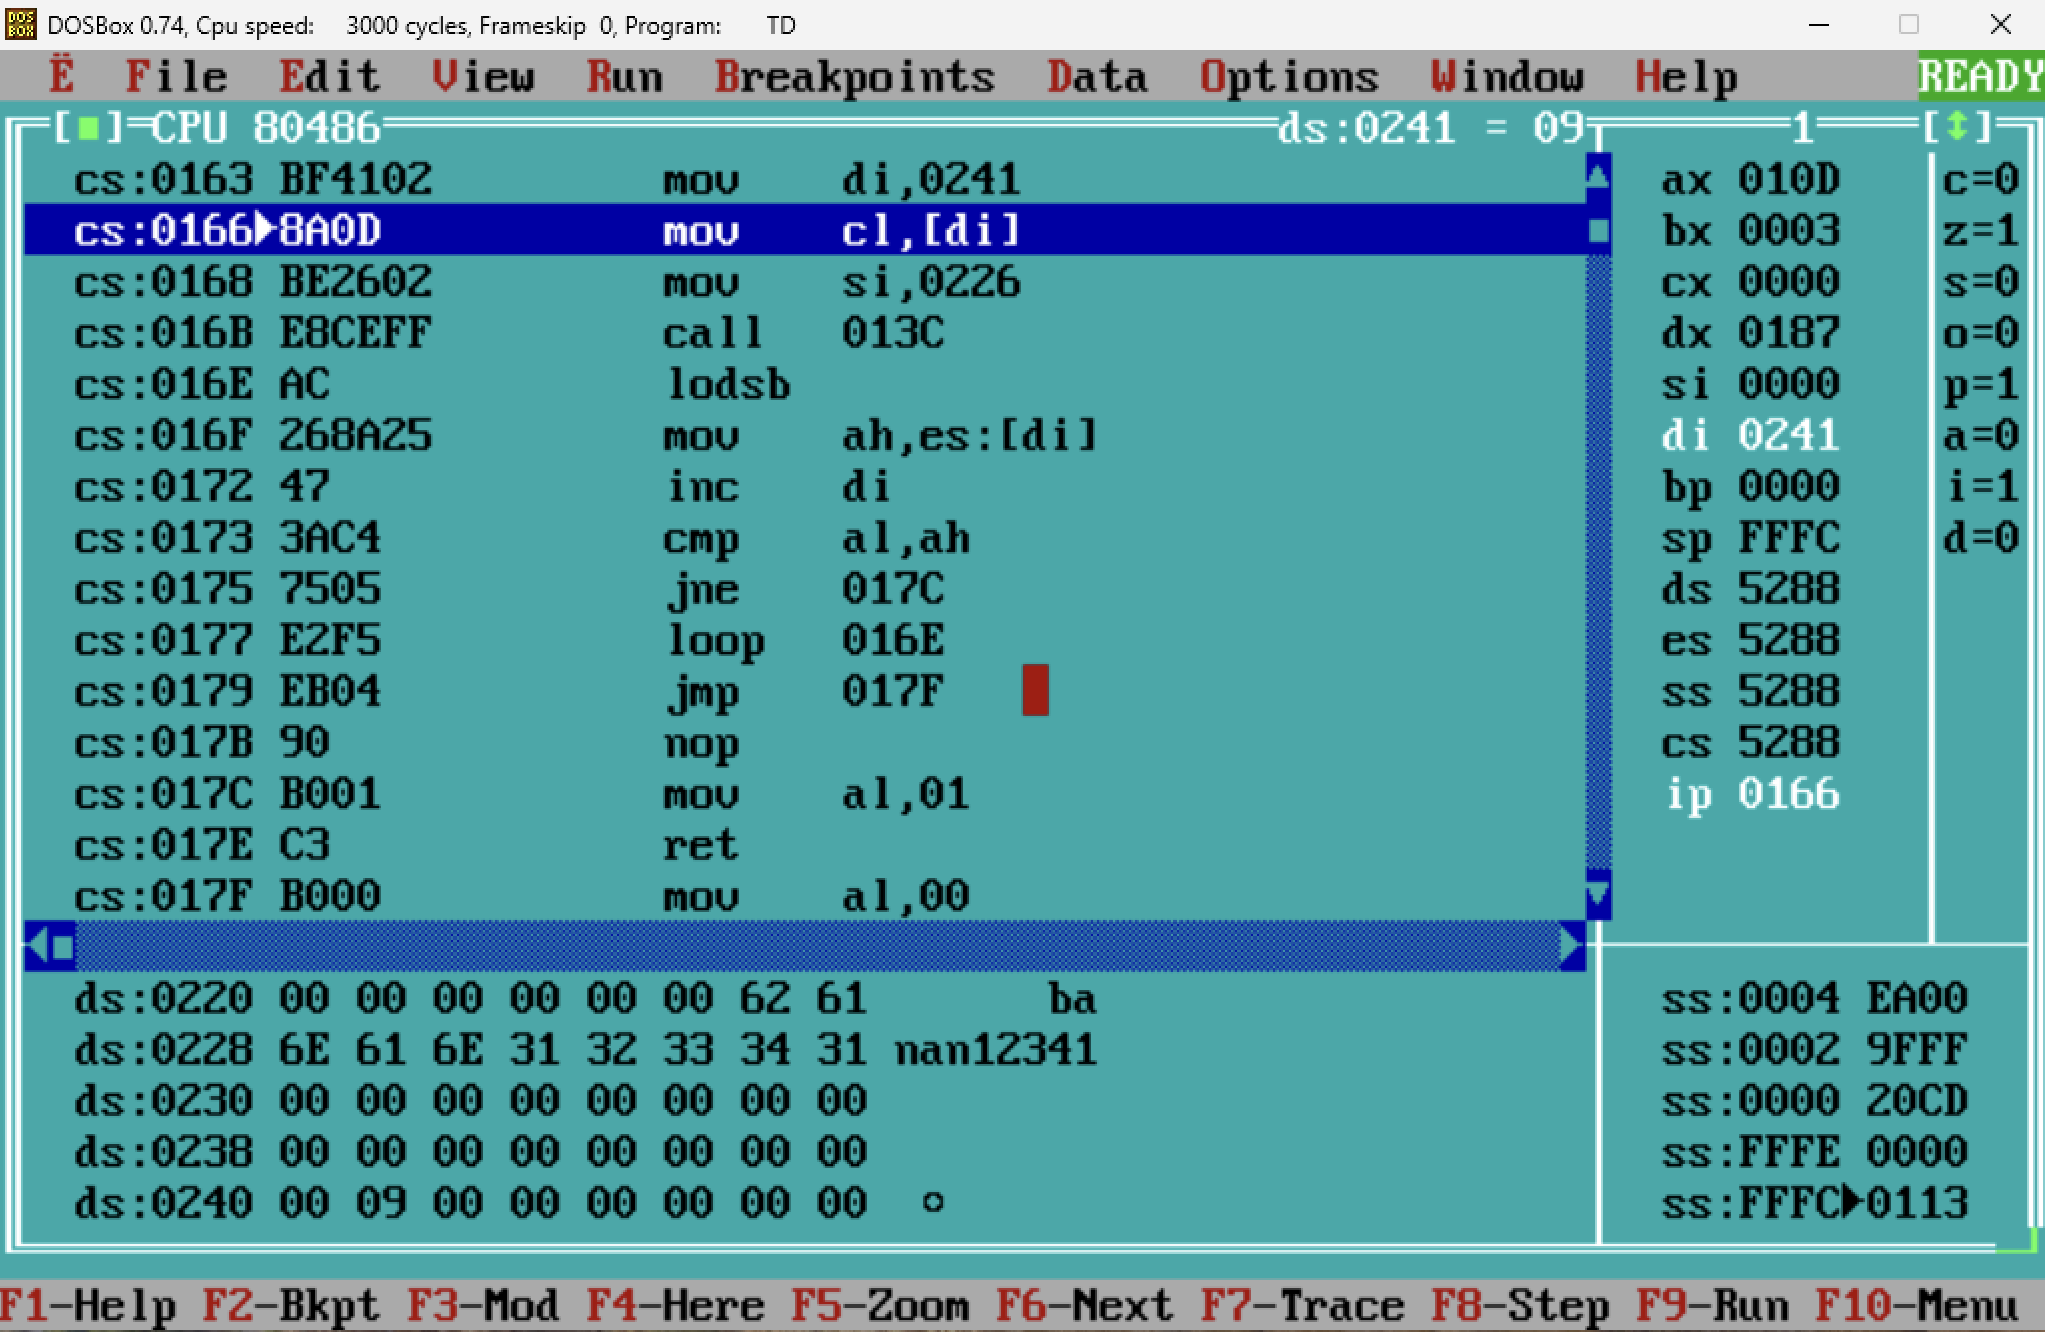 DOSBox 0.74, Cpu speed: 3000 cycles, Frameskip 0, Program: TD
Ë File Edit View Run Breakpoints Data Options Window Help READY
[■]=CPU 80486 ds:0241 = 09 1 [↕]
cs:0163 BF4102 mov di,0241 ax 010D c=0
cs:0166►8A0D mov cl,[di] bx 0003 z=1
cs:0168 BE2602 mov si,0226 cx 0000 s=0
cs:016B E8CEFF call 013C dx 0187 o=0
cs:016E AC lodsb si 0000 p=1
cs:016F 268A25 mov ah,es:[di] di 0241 a=0
cs:0172 47 inc di bp 0000 i=1
cs:0173 3AC4 cmp al,ah sp FFFC d=0
cs:0175 7505 jne 017C ds 5288
cs:0177 E2F5 loop 016E es 5288
cs:0179 EB04 jmp 017F ss 5288
cs:017B 90 nop cs 5288
cs:017C B001 mov al,01 ip 0166
cs:017E C3 ret
cs:017F B000 mov al,00
ds:0220 00 00 00 00 00 00 62 61 ba ss:0004 EA00
ds:0228 6E 61 6E 31 32 33 34 31 nan12341 ss:0002 9FFF
ds:0230 00 00 00 00 00 00 00 00 ss:0000 20CD
ds:0238 00 00 00 00 00 00 00 00 ss:FFFE 0000
ds:0240 00 09 00 00 00 00 00 00 ○ ss:FFFC►0113
F1-Help F2-Bkpt F3-Mod F4-Here F5-Zoom F6-Next F7-Trace F8-Step F9-Run F10-Menu